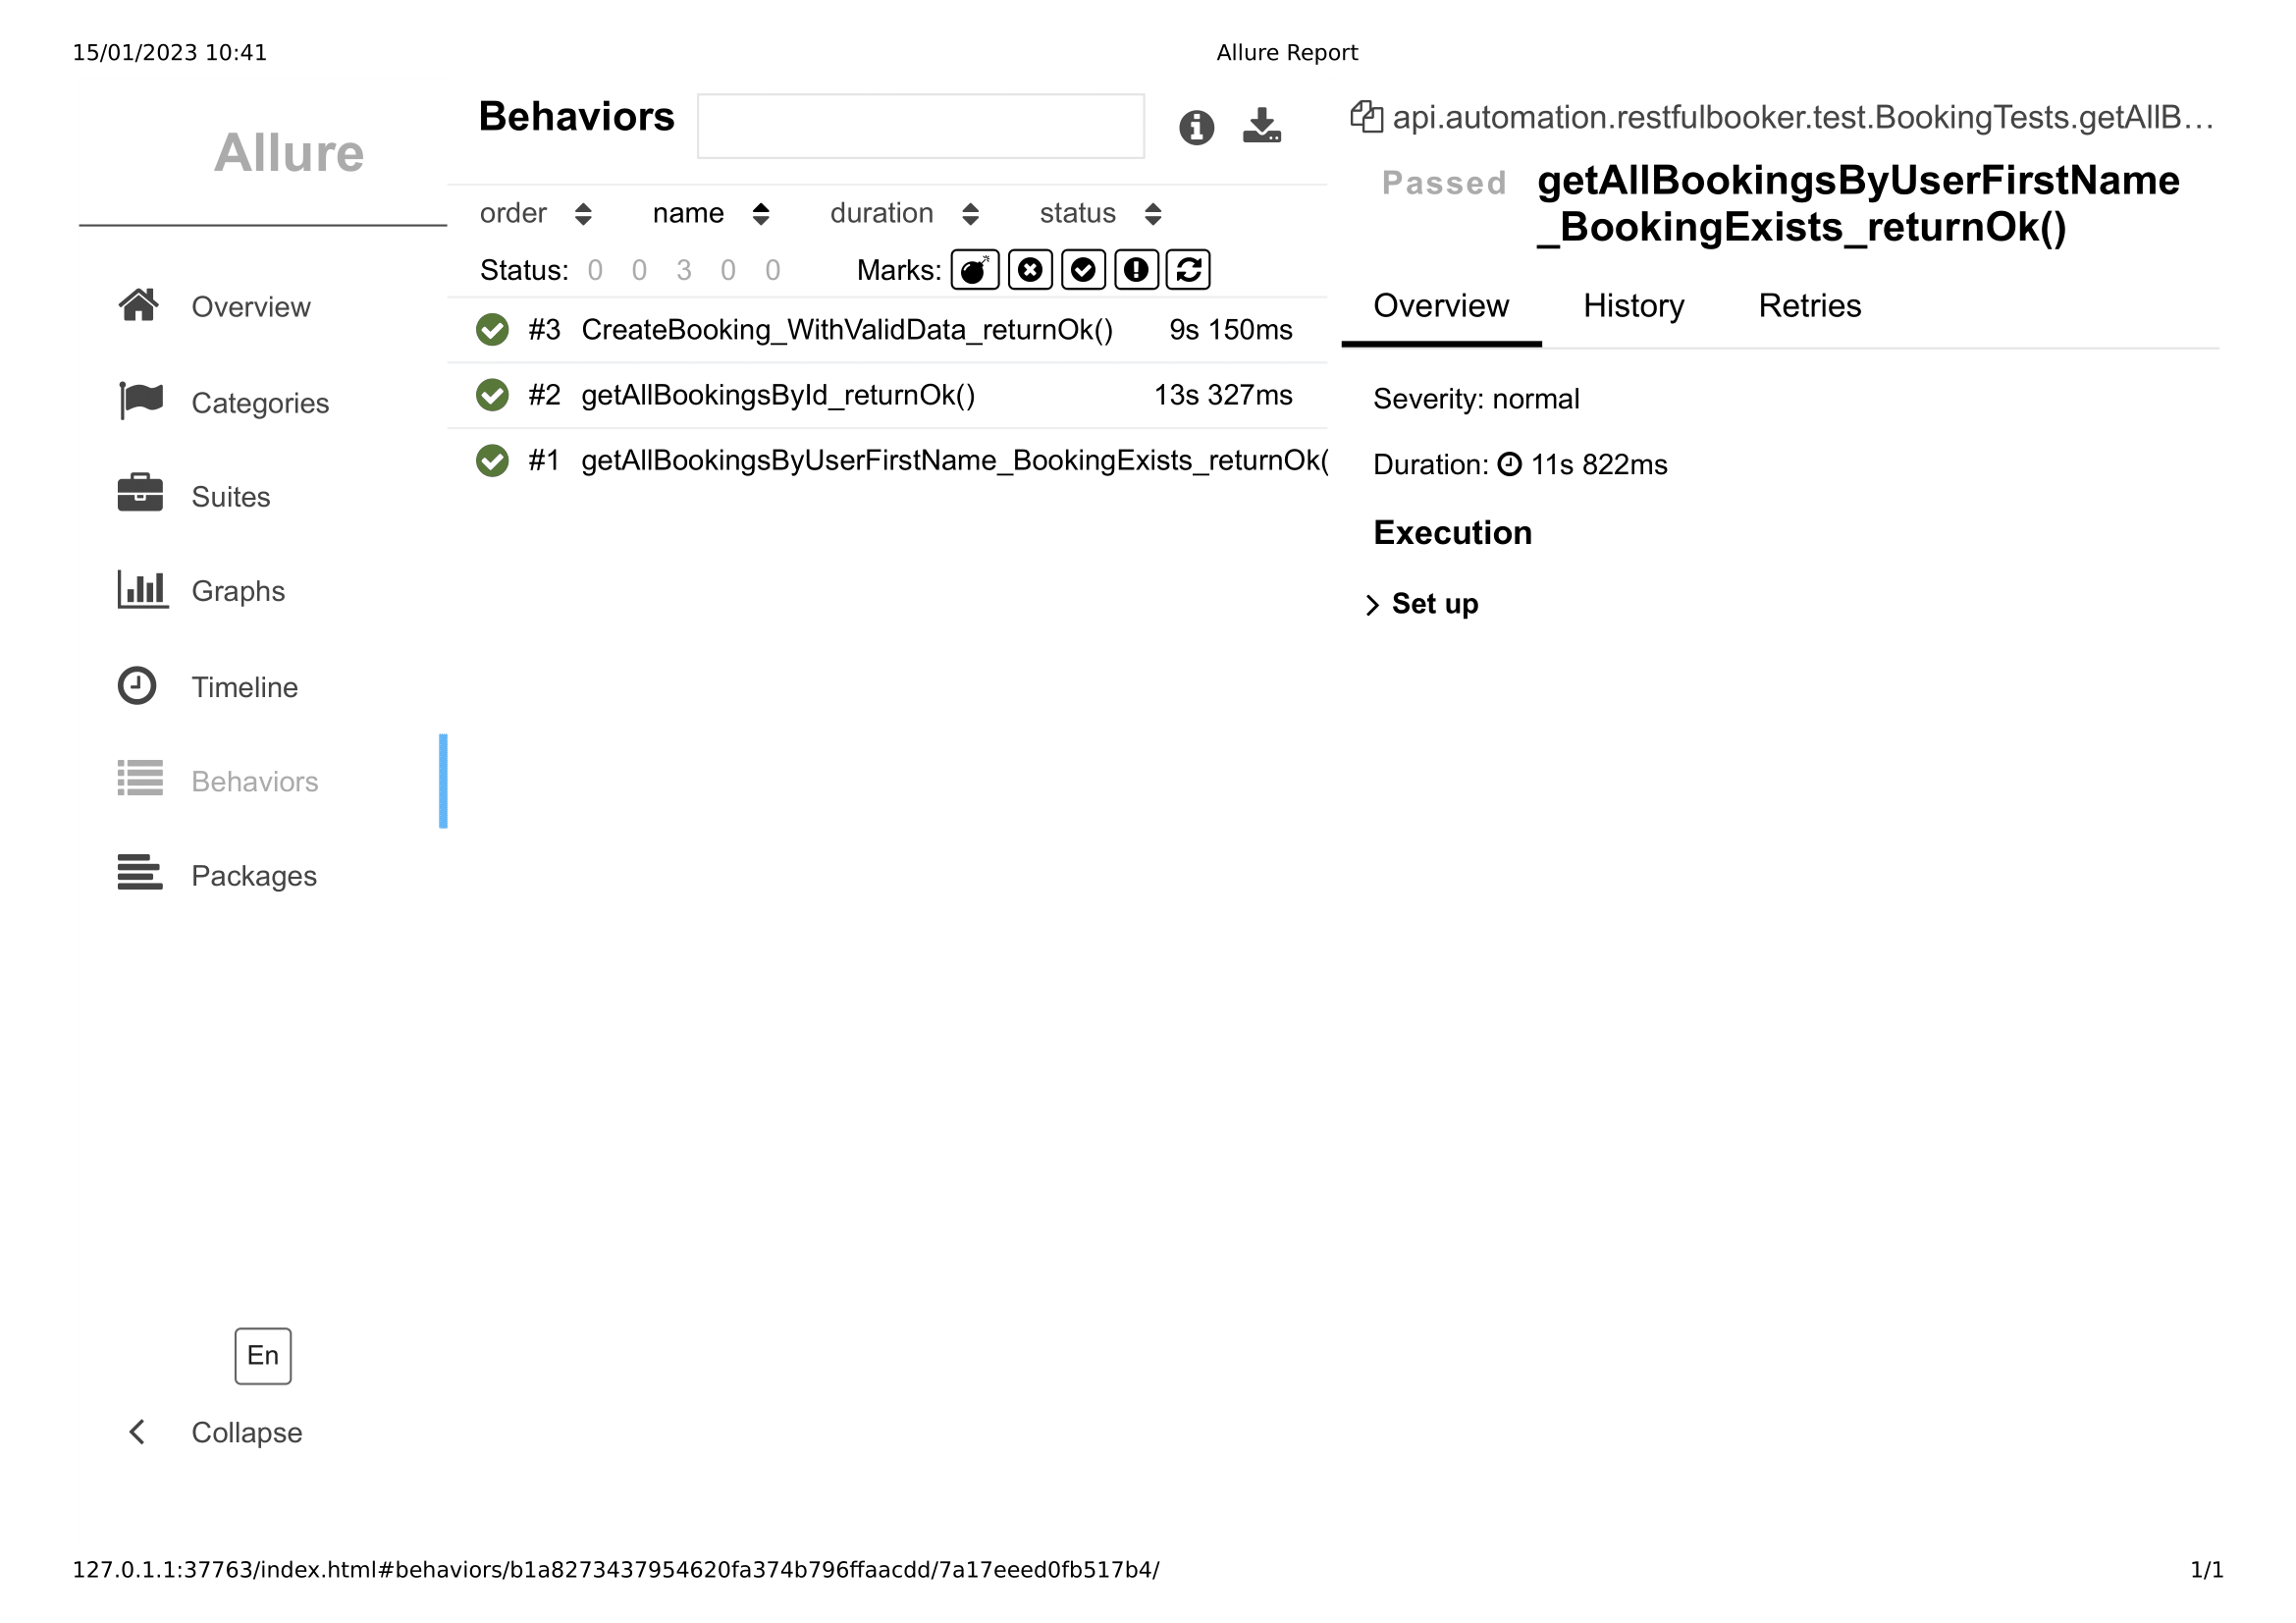 15/01/2023 10:41
Allure Report
Allure
Overview
Categories
Suites
Graphs
Timeline
Behaviors
Packages
En
Collapse
Behaviors
order name duration status
Status: 0 0 3 0 0 Marks:
#3 CreateBooking_WithValidData_returnOk() 9s 150ms
#2 getAllBookingsById_returnOk() 13s 327ms
#1 getAllBookingsByUserFirstName_BookingExists_returnOk(
api.automation.restfulbooker.test.BookingTests.getAllB…
Passed getAllBookingsByUserFirstName
_BookingExists_returnOk()
Overview History Retries
Severity: normal
Duration: 11s 822ms
Execution
Set up
127.0.1.1:37763/index.html#behaviors/b1a8273437954620fa374b796ffaacdd/7a17eeed0fb517b4/
1/1